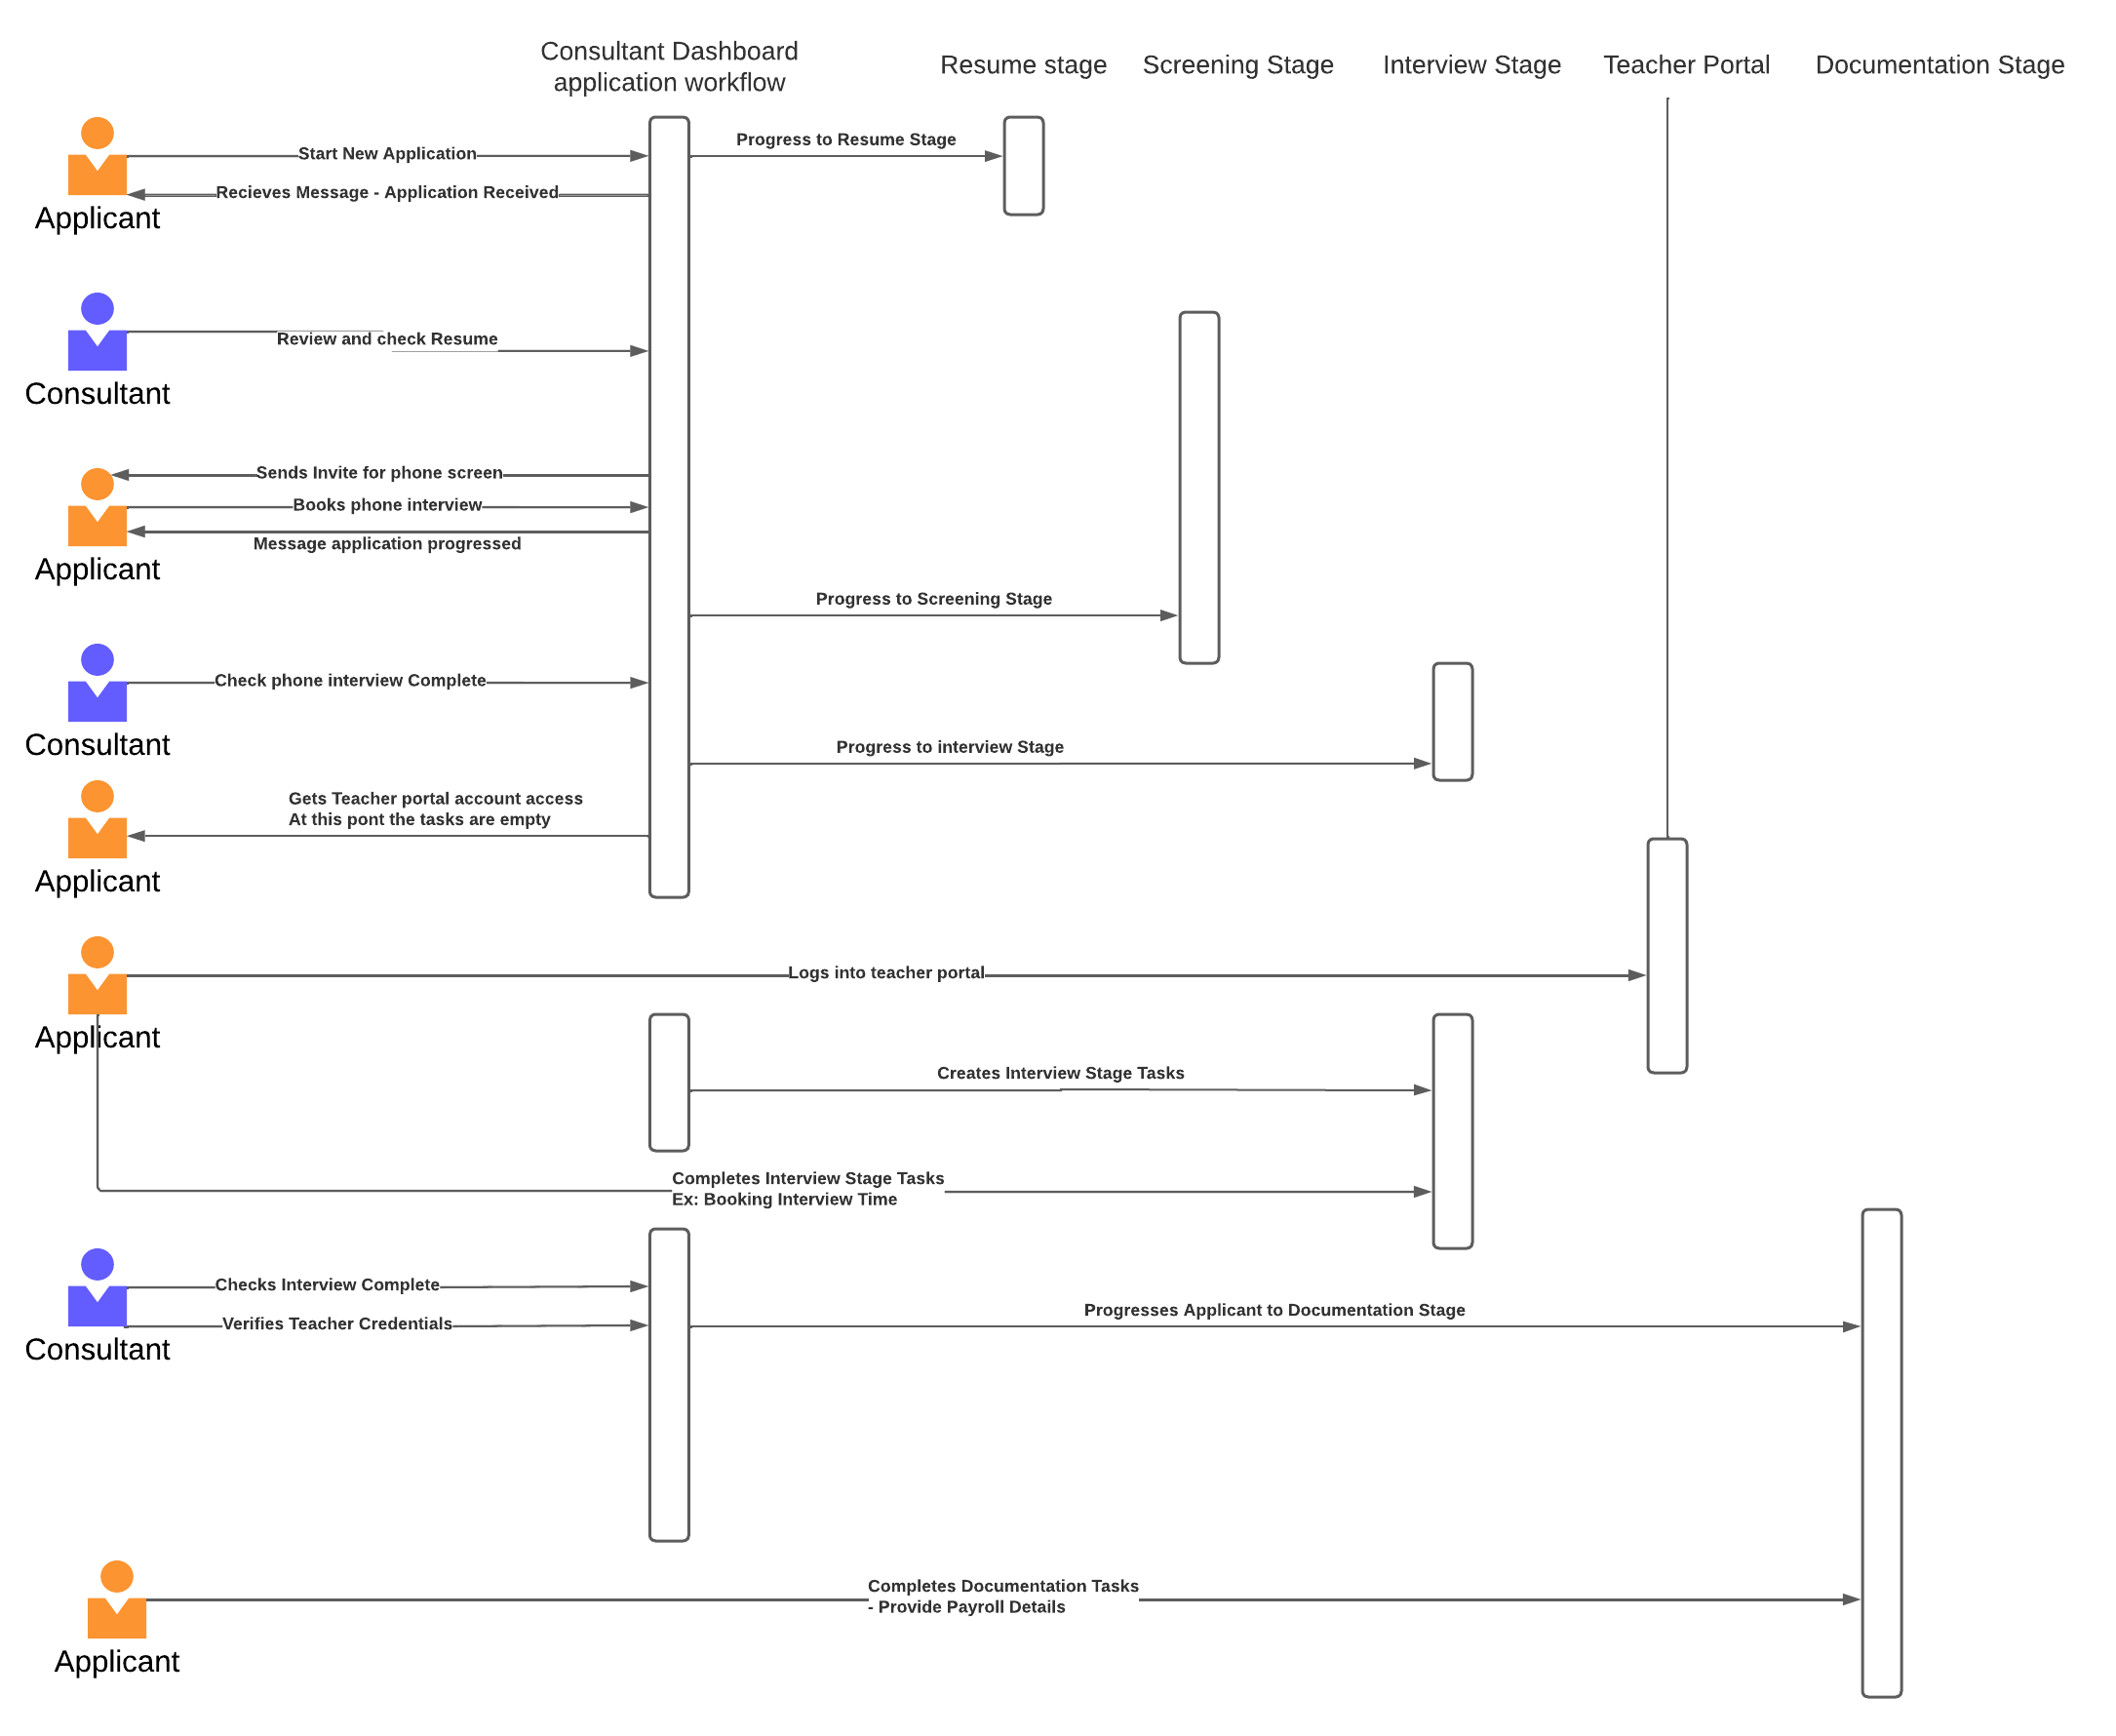 Consultant Dashboard
application workflow
Resume stage
Screening Stage
Interview Stage
Teacher Portal
Documentation Stage
Start New Application
Progress to Resume Stage
Recieves Message - Application Received
Applicant
Review and check Resume
Consultant
Sends Invite for phone screen
Books phone interview
Message application progressed
Applicant
Progress to Screening Stage
Check phone interview Complete
Consultant
Progress to interview Stage
Gets Teacher portal account access
At this pont the tasks are empty
Applicant
Logs into teacher portal
Applicant
Creates Interview Stage Tasks
Completes Interview Stage Tasks
Ex: Booking Interview Time
Checks Interview Complete
Verifies Teacher Credentials
Progresses Applicant to Documentation Stage
Consultant
Completes Documentation Tasks
- Provide Payroll Details
Applicant